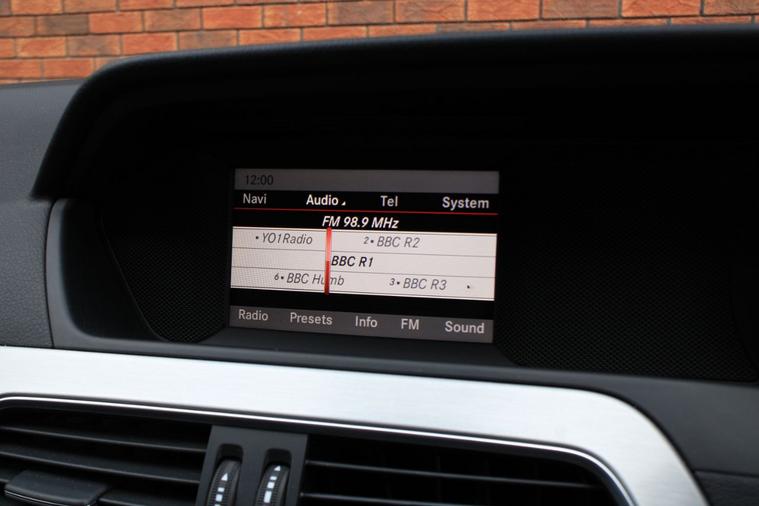 12:00
Navi Audio Tel System
FM 98.9 MHz
• YO1Radio 2• BBC R2
BBC R1
6• BBC Humb 3• BBC R3
Radio Presets Info FM Sound